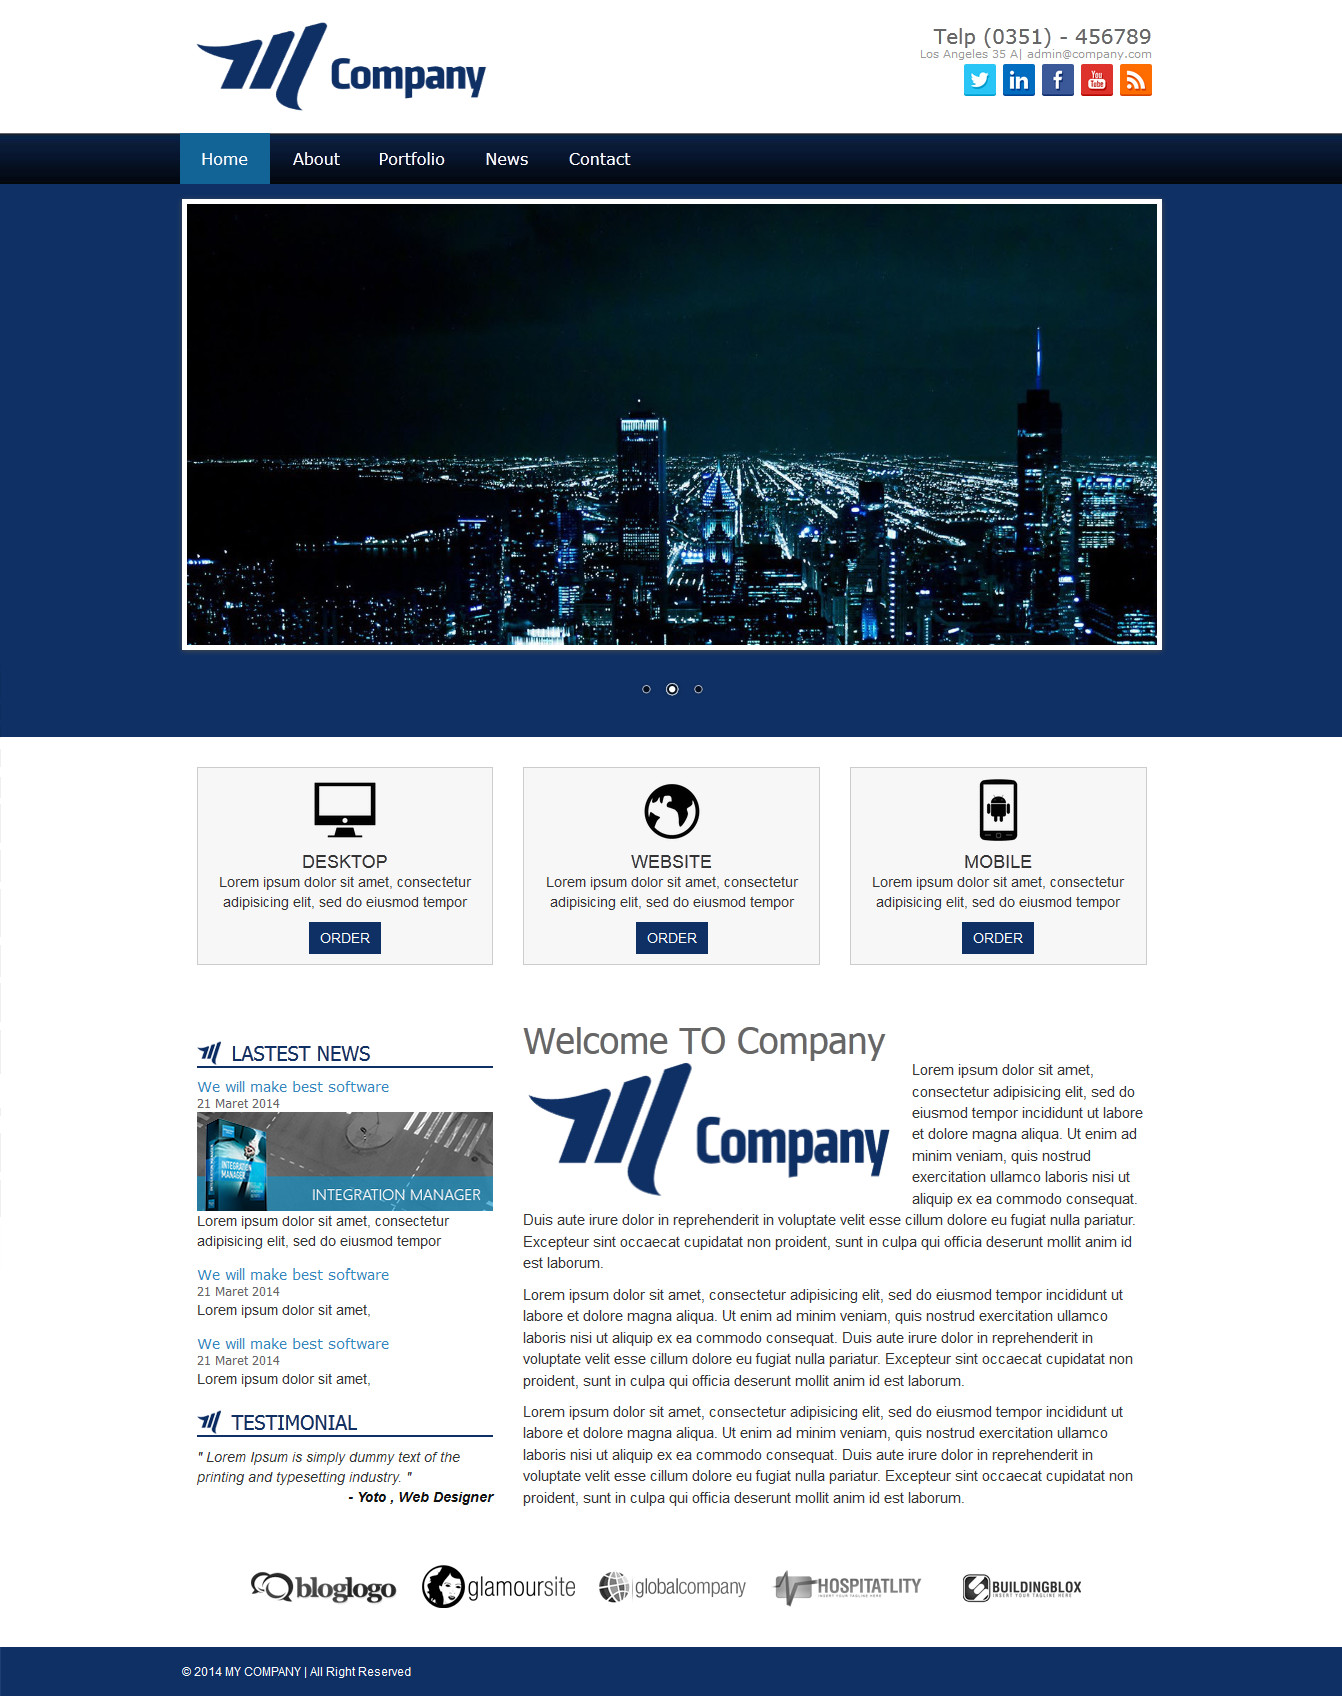 Company
Telp (0351) - 456789
Los Angeles 35 A| admin@company.com
in f You Tube
Home About Portfolio News Contact
DESKTOP
Lorem ipsum dolor sit amet, consectetur
adipisicing elit, sed do eiusmod tempor
ORDER
WEBSITE
Lorem ipsum dolor sit amet, consectetur
adipisicing elit, sed do eiusmod tempor
ORDER
MOBILE
Lorem ipsum dolor sit amet, consectetur
adipisicing elit, sed do eiusmod tempor
ORDER
LASTEST NEWS
We will make best software
21 Maret 2014
INTEGRATION
MANAGER
INTEGRATION MANAGER
Lorem ipsum dolor sit amet, consectetur
adipisicing elit, sed do eiusmod tempor
We will make best software
21 Maret 2014
Lorem ipsum dolor sit amet,
We will make best software
21 Maret 2014
Lorem ipsum dolor sit amet,
TESTIMONIAL
" Lorem Ipsum is simply dummy text of the
printing and typesetting industry. "
- Yoto , Web Designer
Welcome TO Company
Company
Lorem ipsum dolor sit amet,
consectetur adipisicing elit, sed do
eiusmod tempor incididunt ut labore
et dolore magna aliqua. Ut enim ad
minim veniam, quis nostrud
exercitation ullamco laboris nisi ut
aliquip ex ea commodo consequat.
Duis aute irure dolor in reprehenderit in voluptate velit esse cillum dolore eu fugiat nulla pariatur.
Excepteur sint occaecat cupidatat non proident, sunt in culpa qui officia deserunt mollit anim id
est laborum.
Lorem ipsum dolor sit amet, consectetur adipisicing elit, sed do eiusmod tempor incididunt ut
labore et dolore magna aliqua. Ut enim ad minim veniam, quis nostrud exercitation ullamco
laboris nisi ut aliquip ex ea commodo consequat. Duis aute irure dolor in reprehenderit in
voluptate velit esse cillum dolore eu fugiat nulla pariatur. Excepteur sint occaecat cupidatat non
proident, sunt in culpa qui officia deserunt mollit anim id est laborum.
Lorem ipsum dolor sit amet, consectetur adipisicing elit, sed do eiusmod tempor incididunt ut
labore et dolore magna aliqua. Ut enim ad minim veniam, quis nostrud exercitation ullamco
laboris nisi ut aliquip ex ea commodo consequat. Duis aute irure dolor in reprehenderit in
voluptate velit esse cillum dolore eu fugiat nulla pariatur. Excepteur sint occaecat cupidatat non
proident, sunt in culpa qui officia deserunt mollit anim id est laborum.
bloglogo
glamoursite
globalcompany
HOSPITATLITY
INSERT YOUR TAGLINE HERE
BUILDINGBLOX
INSERT YOUR TAGLINE HERE
© 2014 MY COMPANY | All Right Reserved